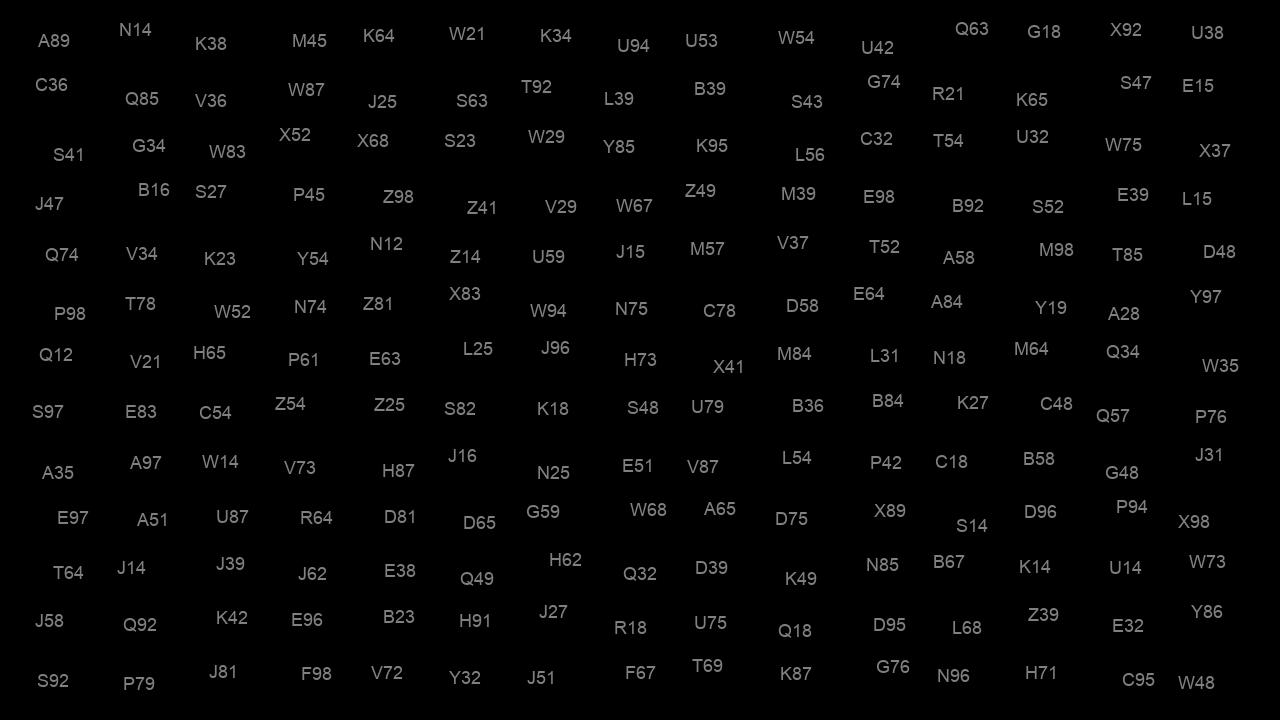 A89 N14 K38 M45 K64 W21 K34 U94 U53 W54 U42 Q63 G18 X92 U38
C36 Q85 V36 W87 J25 S63 T92 L39 B39 S43 G74 R21 K65 S47 E15
S41 G34 W83 X52 X68 S23 W29 Y85 K95 L56 C32 T54 U32 W75 X37
J47 B16 S27 P45 Z98 Z41 V29 W67 Z49 M39 E98 B92 S52 E39 L15
Q74 V34 K23 Y54 N12 Z14 U59 J15 M57 V37 T52 A58 M98 T85 D48
P98 T78 W52 N74 Z81 X83 W94 N75 C78 D58 E64 A84 Y19 A28 Y97
Q12 V21 H65 P61 E63 L25 J96 H73 X41 M84 L31 N18 M64 Q34 W35
S97 E83 C54 Z54 Z25 S82 K18 S48 U79 B36 B84 K27 C48 Q57 P76
A35 A97 W14 V73 H87 J16 N25 E51 V87 L54 P42 C18 B58 G48 J31
E97 A51 U87 R64 D81 D65 G59 W68 A65 D75 X89 S14 D96 P94 X98
T64 J14 J39 J62 E38 Q49 H62 Q32 D39 K49 N85 B67 K14 U14 W73
J58 Q92 K42 E96 B23 H91 J27 R18 U75 Q18 D95 L68 Z39 E32 Y86
S92 P79 J81 F98 V72 Y32 J51 F67 T69 K87 G76 N96 H71 C95 W48